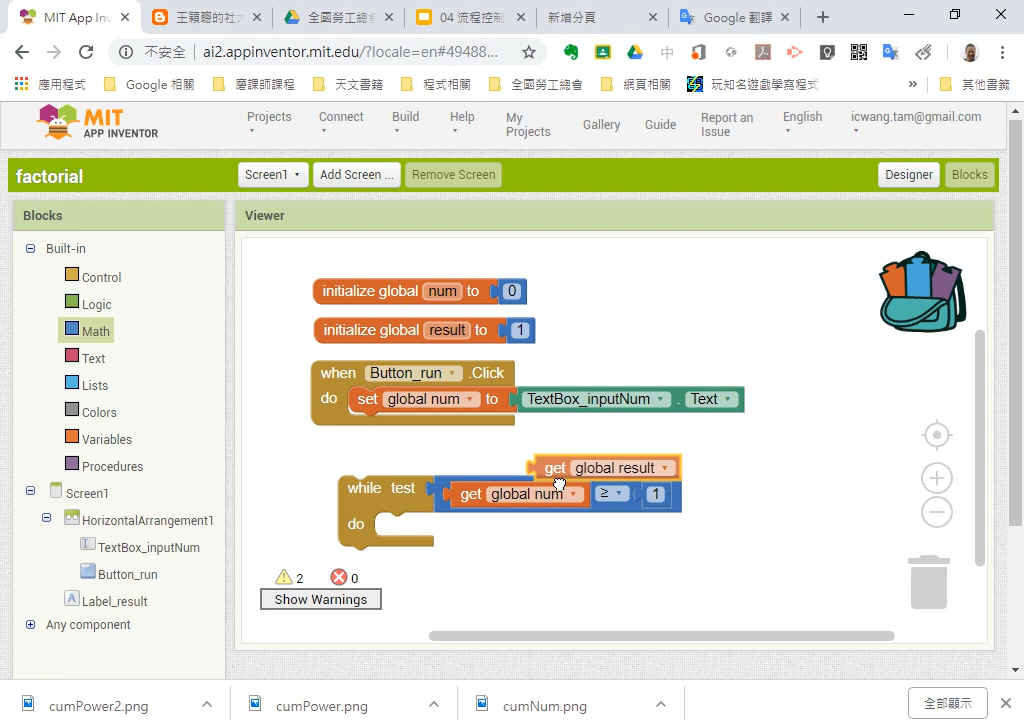 MIT App Inv
王穎聰的社大
全國勞工總會
04 流程控制
新增分頁
Google 翻譯
不安全
ai2.appinventor.mit.edu/?locale=en#49488...
應用程式
Google 相關
磨課師課程
天文書籍
程式相關
全國勞工總會
網頁相關
玩知名遊戲學寫程式
»
其他書籤
MIT
APP INVENTOR
Projects
Connect
Build
Help
My
Projects
Gallery
Guide
Report an
Issue
English
icwang.tam@gmail.com
factorial
Screen1
Add Screen ...
Remove Screen
Designer
Blocks
Blocks
Viewer
Built-in
Control
Logic
Math
Text
Lists
Colors
Variables
Procedures
Screen1
HorizontalArrangement1
TextBox_inputNum
Button_run
Label_result
Any component
initialize global num to 0
initialize global result to 1
when Button_run .Click
do set global num to TextBox_inputNum . Text
get global result
while test get global num ≥ 1
do
2
0
Show Warnings
cumPower2.png
cumPower.png
cumNum.png
全部顯示